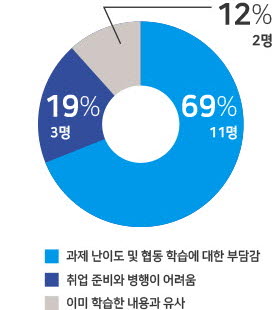 12%
2명
19%
3명
69%
11명
과제 난이도 및 협동 학습에 대한 부담감
취업 준비와 병행이 어려움
이미 학습한 내용과 유사